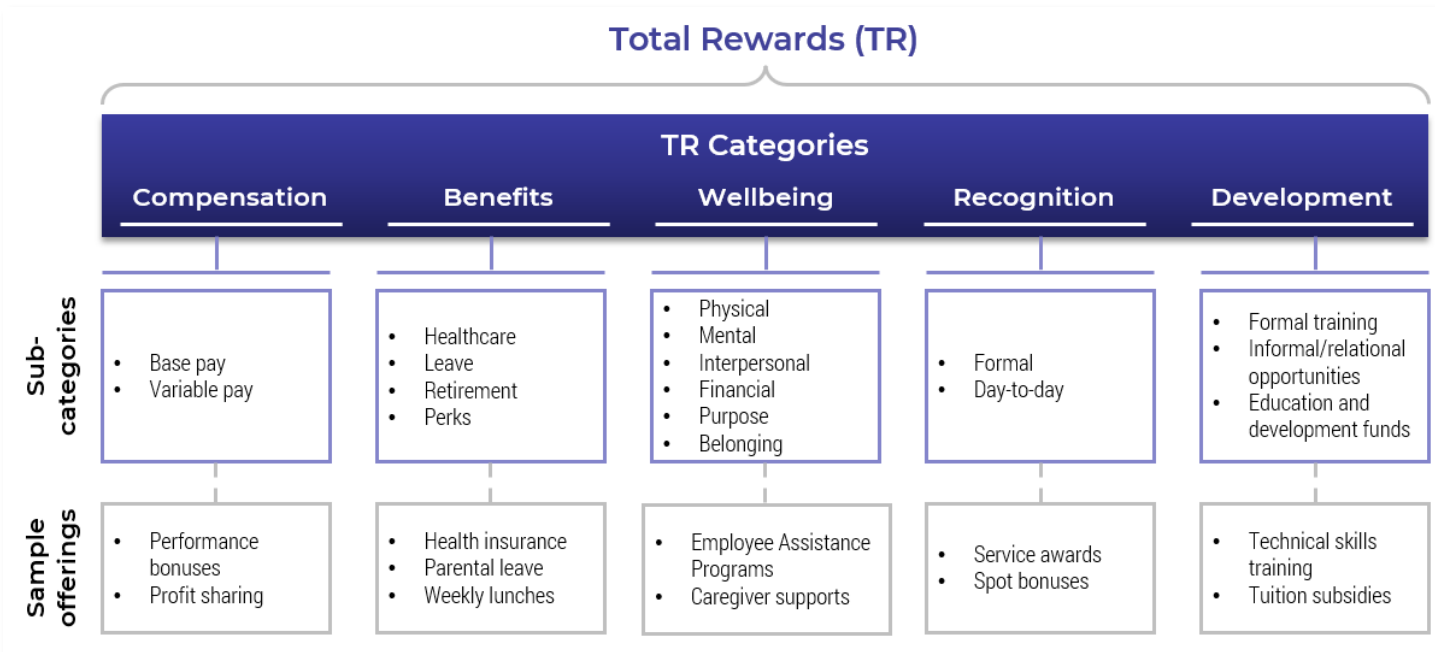 Total Rewards (TR)
TR Categories
Compensation
Benefits
Wellbeing
Recognition
Development
Sub-
categories
• Base pay
• Variable pay
• Healthcare
• Leave
• Retirement
• Perks
• Physical
• Mental
• Interpersonal
• Financial
• Purpose
• Belonging
• Formal
• Day-to-day
• Formal training
• Informal/relational
opportunities
• Education and
development funds
Sample
offerings
• Performance
bonuses
• Profit sharing
• Health insurance
• Parental leave
• Weekly lunches
• Employee Assistance
Programs
• Caregiver supports
• Service awards
• Spot bonuses
• Technical skills
training
• Tuition subsidies